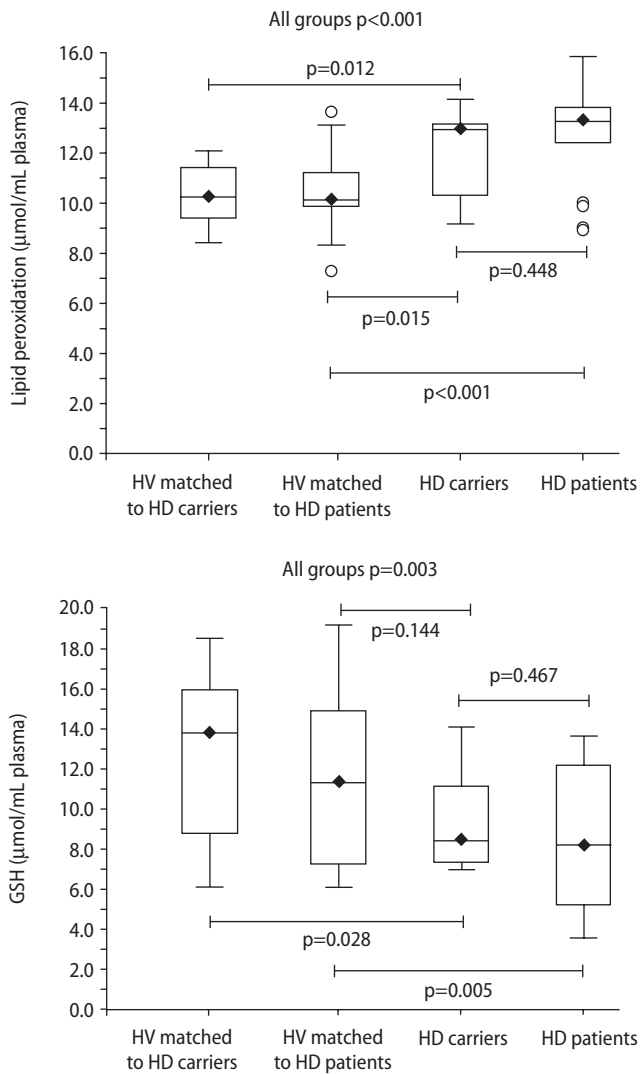 All groups p<0.001
Lipid peroxidation (μmol/mL plasma)
16.0
14.0
12.0
10.0
8.0
6.0
4.0
2.0
0.0
p=0.012
p=0.448
p=0.015
p<0.001
HV matched
to HD carriers
HV matched
to HD patients
HD carriers
HD patients
All groups p=0.003
GSH (μmol/mL plasma)
20.0
18.0
16.0
14.0
12.0
10.0
8.0
6.0
4.0
2.0
0.0
p=0.144
p=0.467
p=0.028
p=0.005
HV matched
to HD carriers
HV matched
to HD patients
HD carriers
HD patients